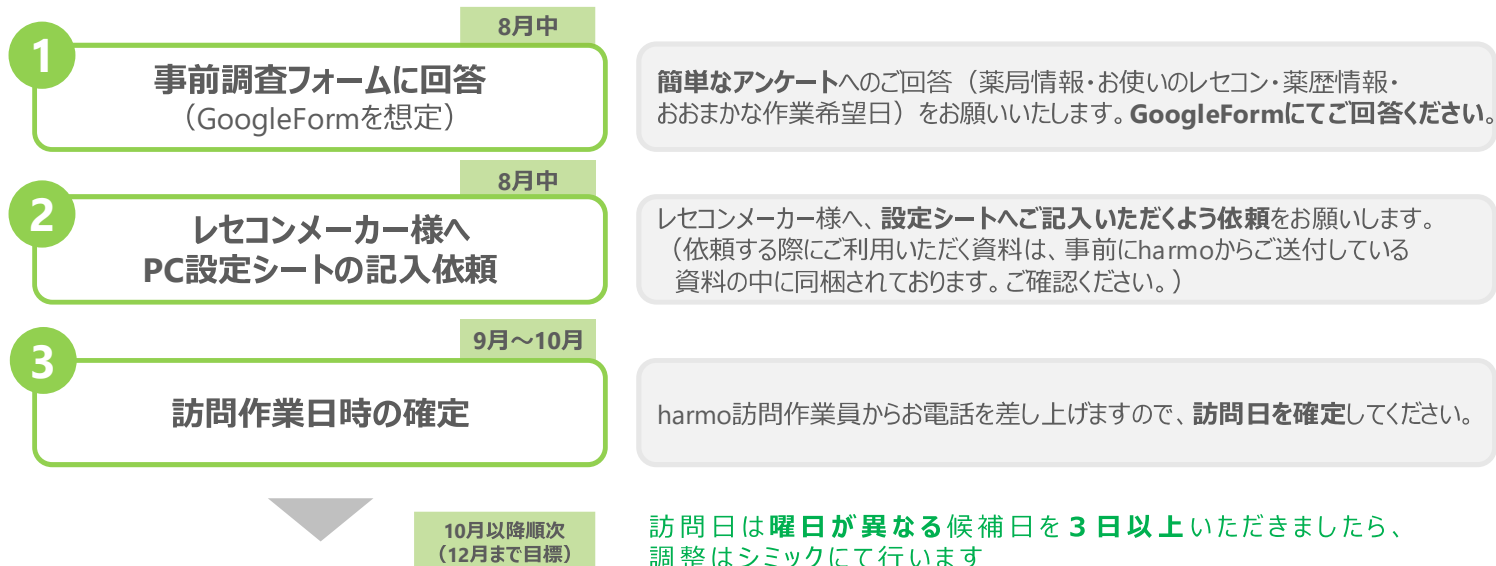 8月中
1
事前調査フォームに回答
（GoogleFormを想定）
簡単なアンケートへのご回答（薬局情報・お使いのレセコン・薬歴情報・
おおまかな作業希望日）をお願いいたします。GoogleFormにてご回答ください。
8月中
2
レセコンメーカー様へ
PC設定シートの記入依頼
レセコンメーカー様へ、設定シートへご記入いただくよう依頼をお願いします。
（依頼する際にご利用いただく資料は、事前にharmoからご送付している
資料の中に同梱されております。ご確認ください。）
9月～10月
3
訪問作業日時の確定
harmo訪問作業員からお電話を差し上げますので、訪問日を確定してください。
10月以降順次
（12月まで目標）
訪問日は曜日が異なる候補日を３日以上いただきましたら、
調整はシミックにて行います